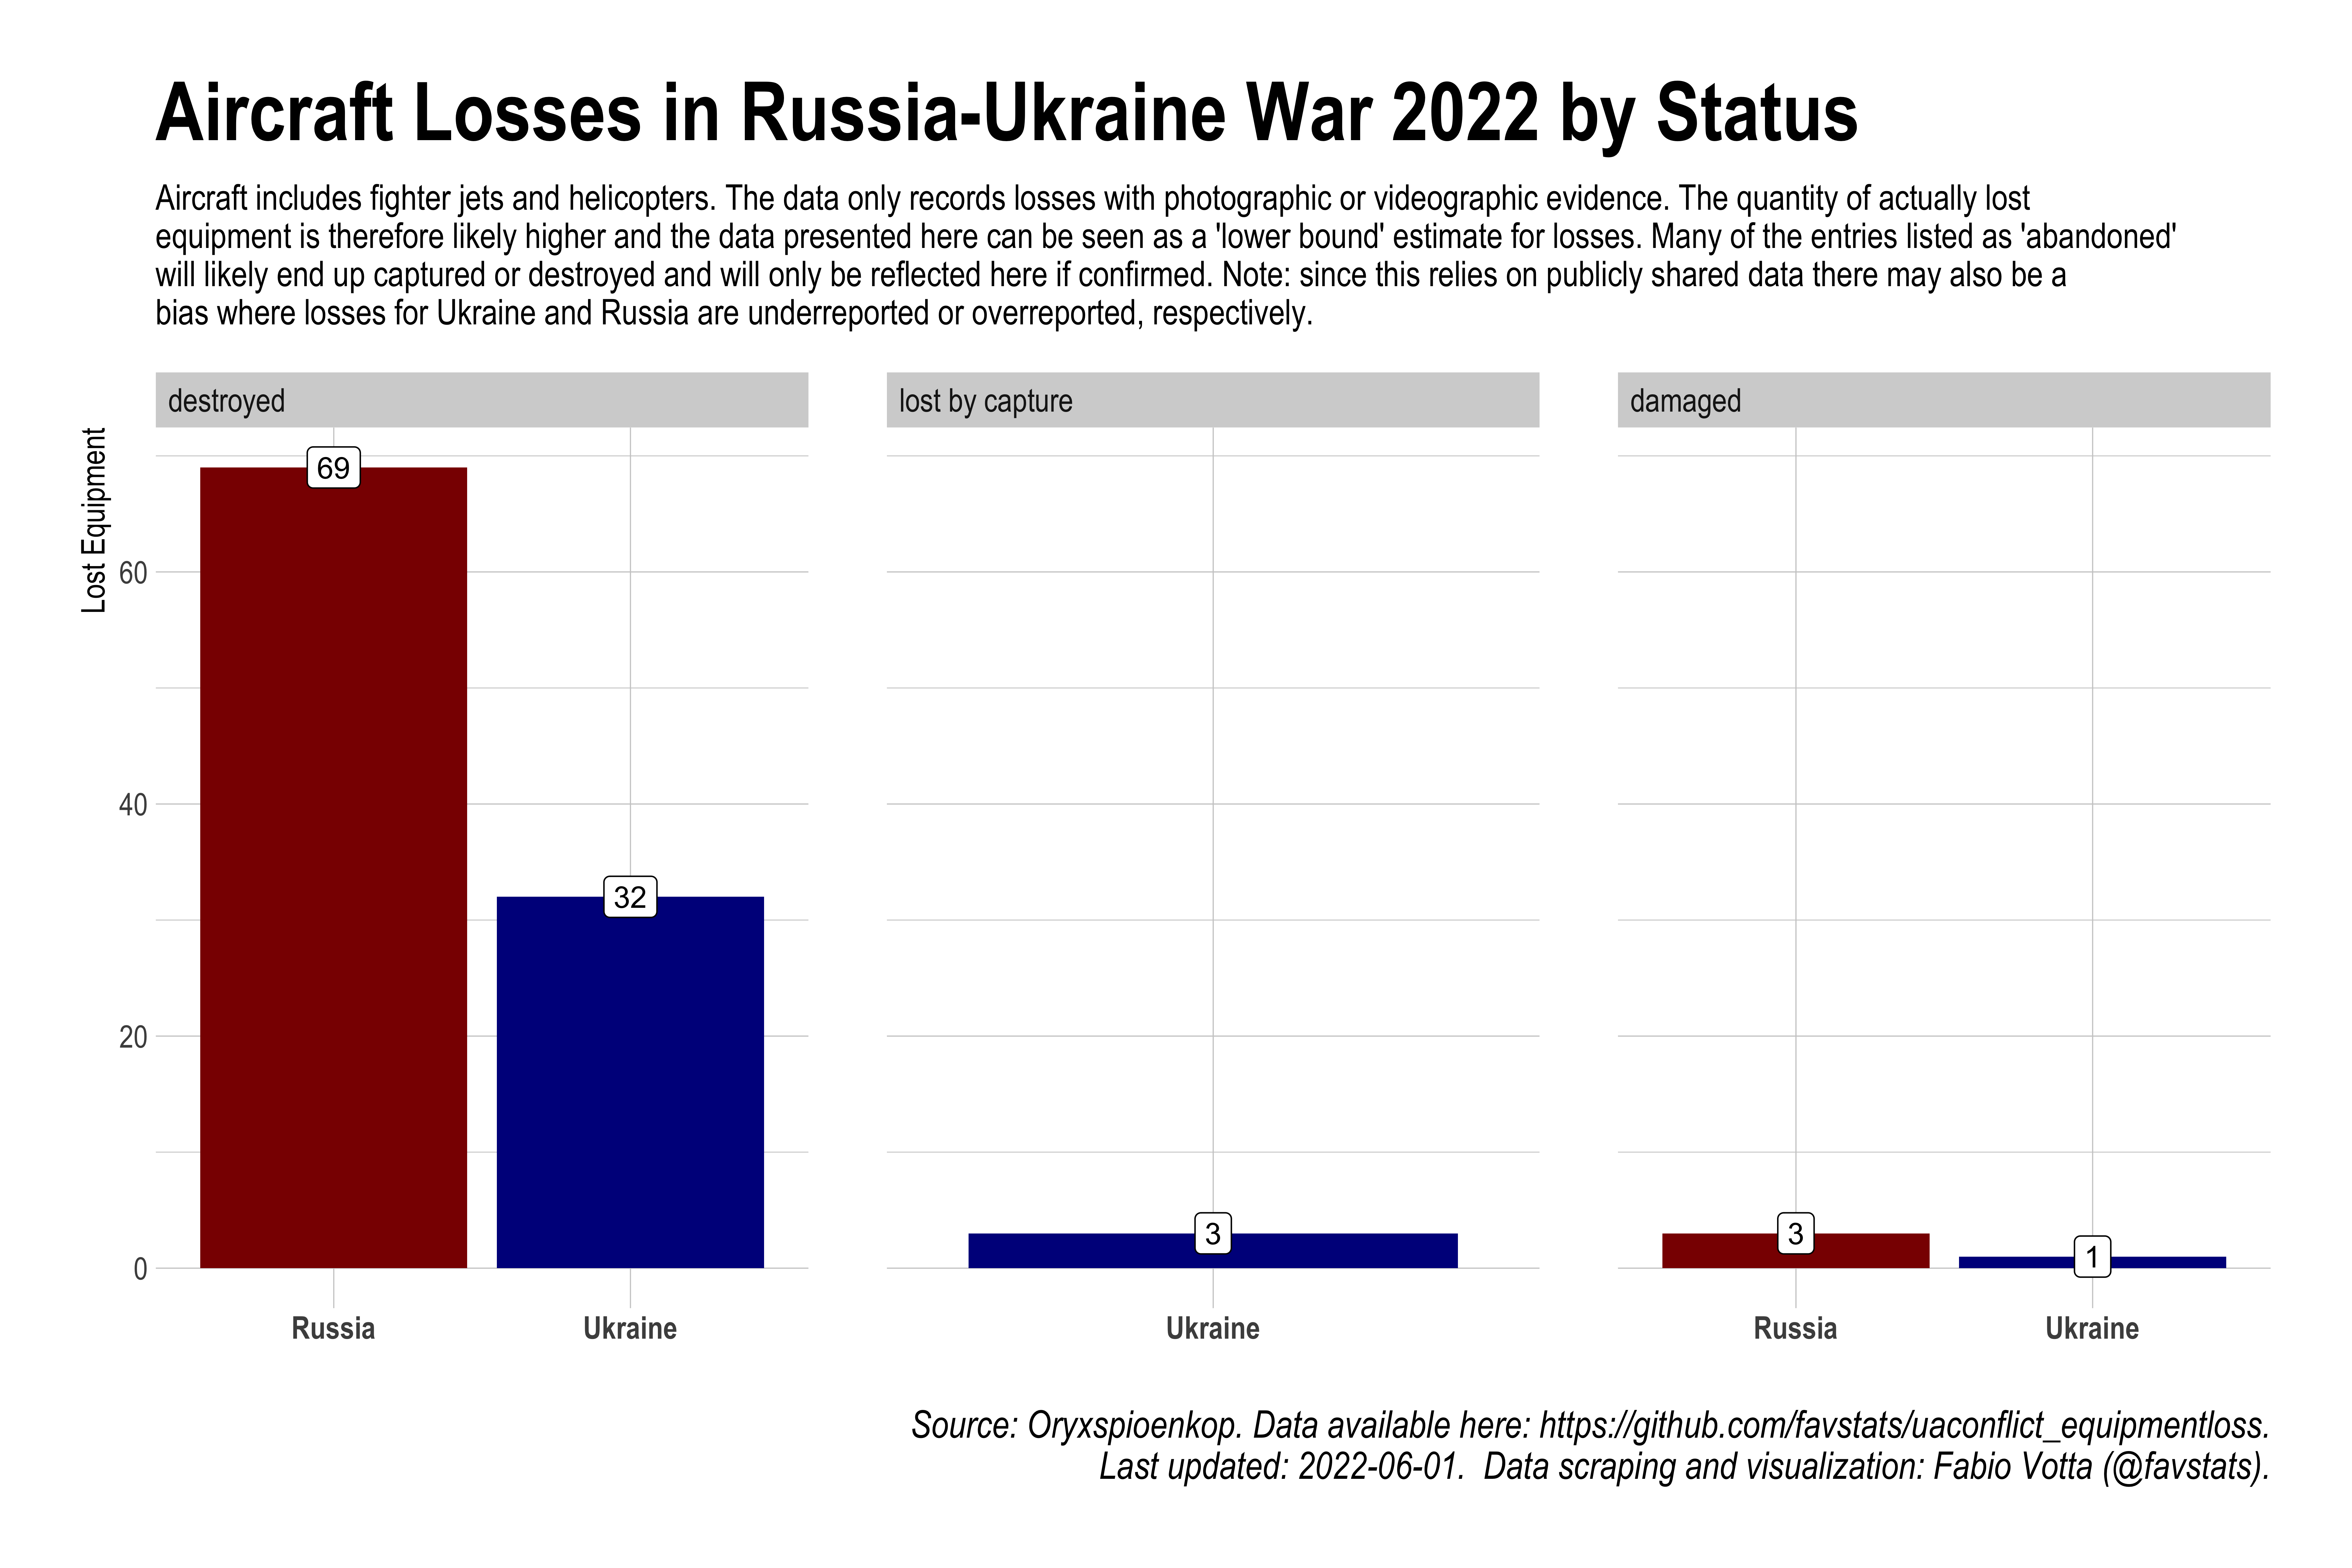 Aircraft Losses in Russia-Ukraine War 2022 by Status
Aircraft includes fighter jets and helicopters. The data only records losses with photographic or videographic evidence. The quantity of actually lost
equipment is therefore likely higher and the data presented here can be seen as a 'lower bound' estimate for losses. Many of the entries listed as 'abandoned'
will likely end up captured or destroyed and will only be reflected here if confirmed. Note: since this relies on publicly shared data there may also be a
bias where losses for Ukraine and Russia are underreported or overreported, respectively.
destroyed
lost by capture
damaged
Lost Equipment
60
40
20
0
69
32
3
3
1
Russia
Ukraine
Ukraine
Russia
Ukraine
Source: Oryxspioenkop. Data available here: https://github.com/favstats/uaconflict_equipmentloss.
Last updated: 2022-06-01.  Data scraping and visualization: Fabio Votta (@favstats).